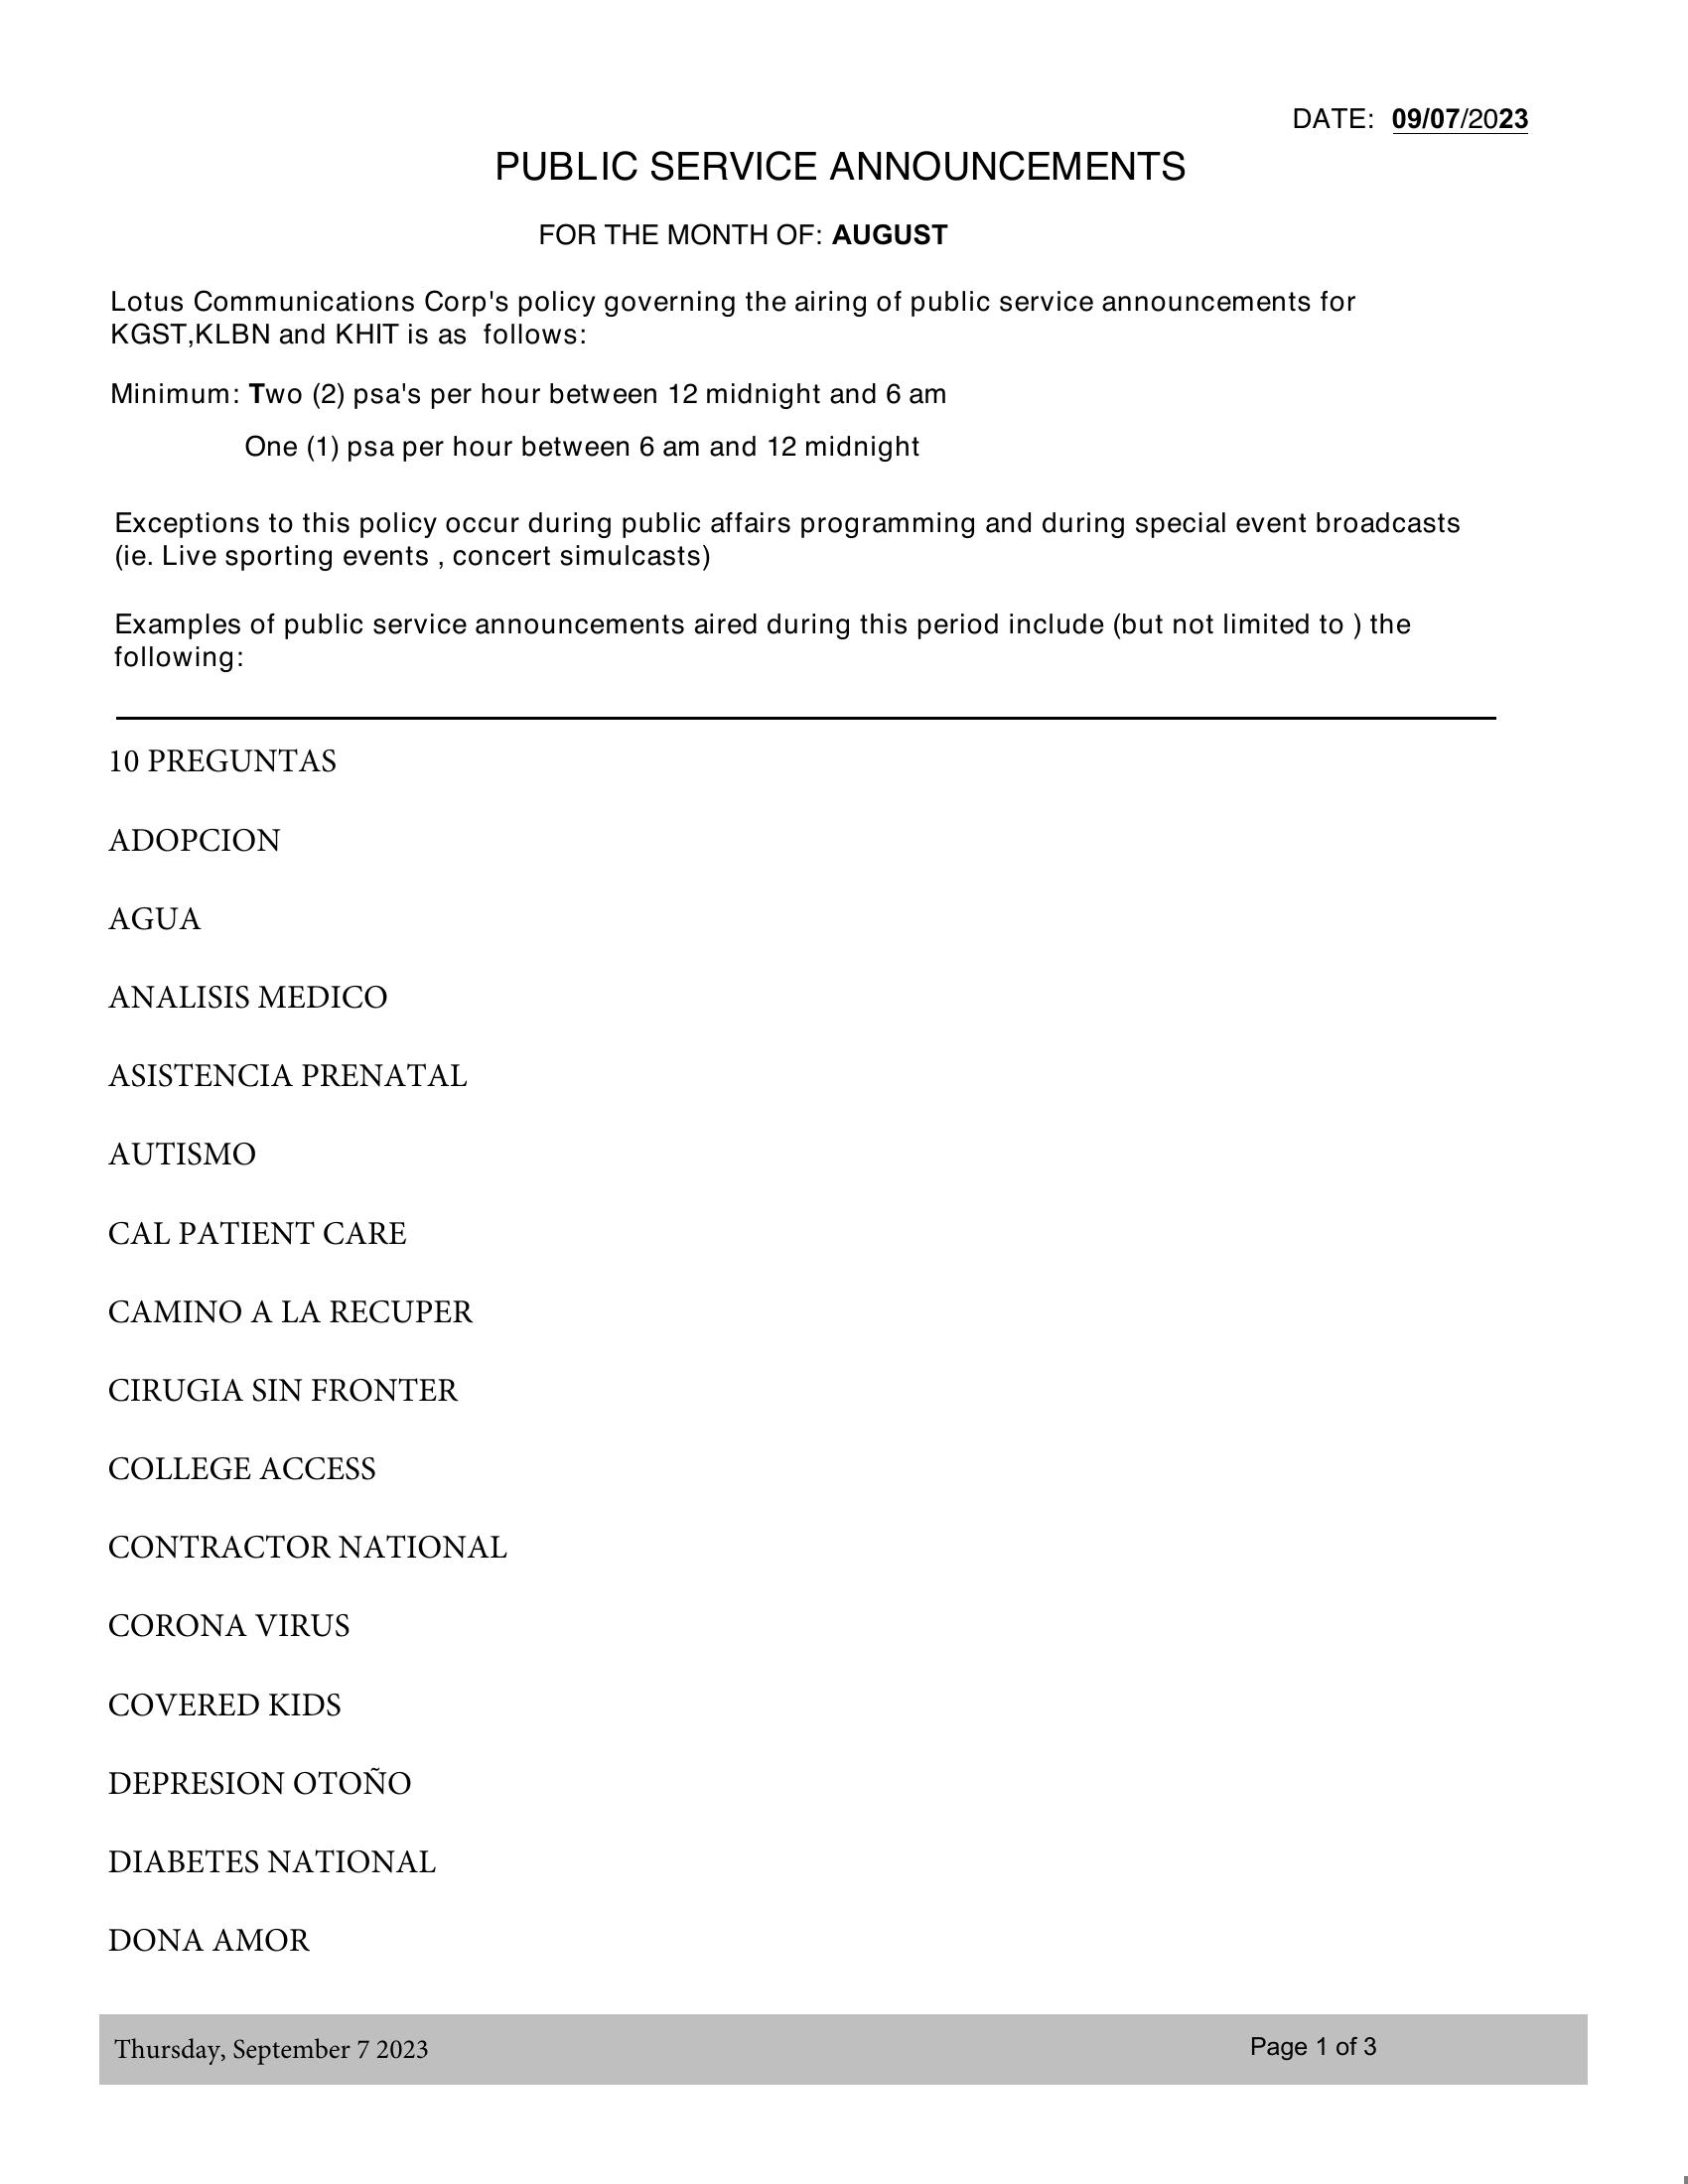 DATE: 09/07/2023
PUBLIC SERVICE ANNOUNCEMENTS
FOR THE MONTH OF: AUGUST
Lotus Communications Corp's policy governing the airing of public service announcements for
KGST,KLBN and KHIT is as follows:
Minimum: Two (2) psa's per hour between 12 midnight and 6 am
One (1) psa per hour between 6 am and 12 midnight
Exceptions to this policy occur during public affairs programming and during special event broadcasts
(ie. Live sporting events , concert simulcasts)
Examples of public service announcements aired during this period include (but not limited to ) the
following:
10 PREGUNTAS
ADOPCION
AGUA
ANALISIS MEDICO
ASISTENCIA PRENATAL
AUTISMO
CAL PATIENT CARE
CAMINO A LA RECUPER
CIRUGIA SIN FRONTER
COLLEGE ACCESS
CONTRACTOR NATIONAL
CORONA VIRUS
COVERED KIDS
DEPRESION OTOÑO
DIABETES NATIONAL
DONA AMOR
Thursday, September 7 2023
Page 1 of 3